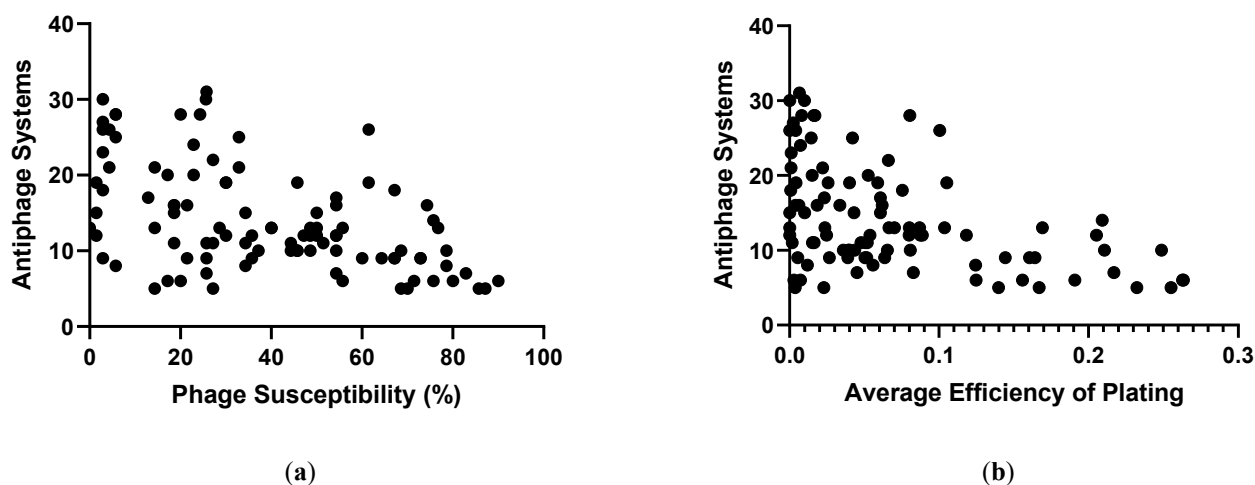 40
30
20
10
0
Antiphage Systems
0 20 40 60 80 100
Phage Susceptibility (%)
(a)
40
30
20
10
0
Antiphage Systems
0.0 0.1 0.2 0.3
Average Efficiency of Plating
(b)